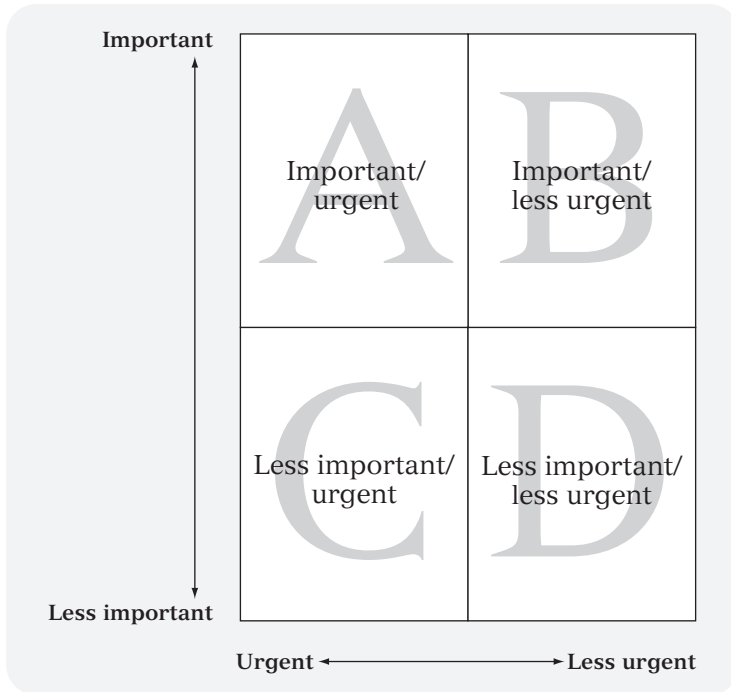 Important
A
Important/
urgent
B
Important/
less urgent
C
Less important/
urgent
D
Less important/
less urgent
Less important
Urgent
Less urgent